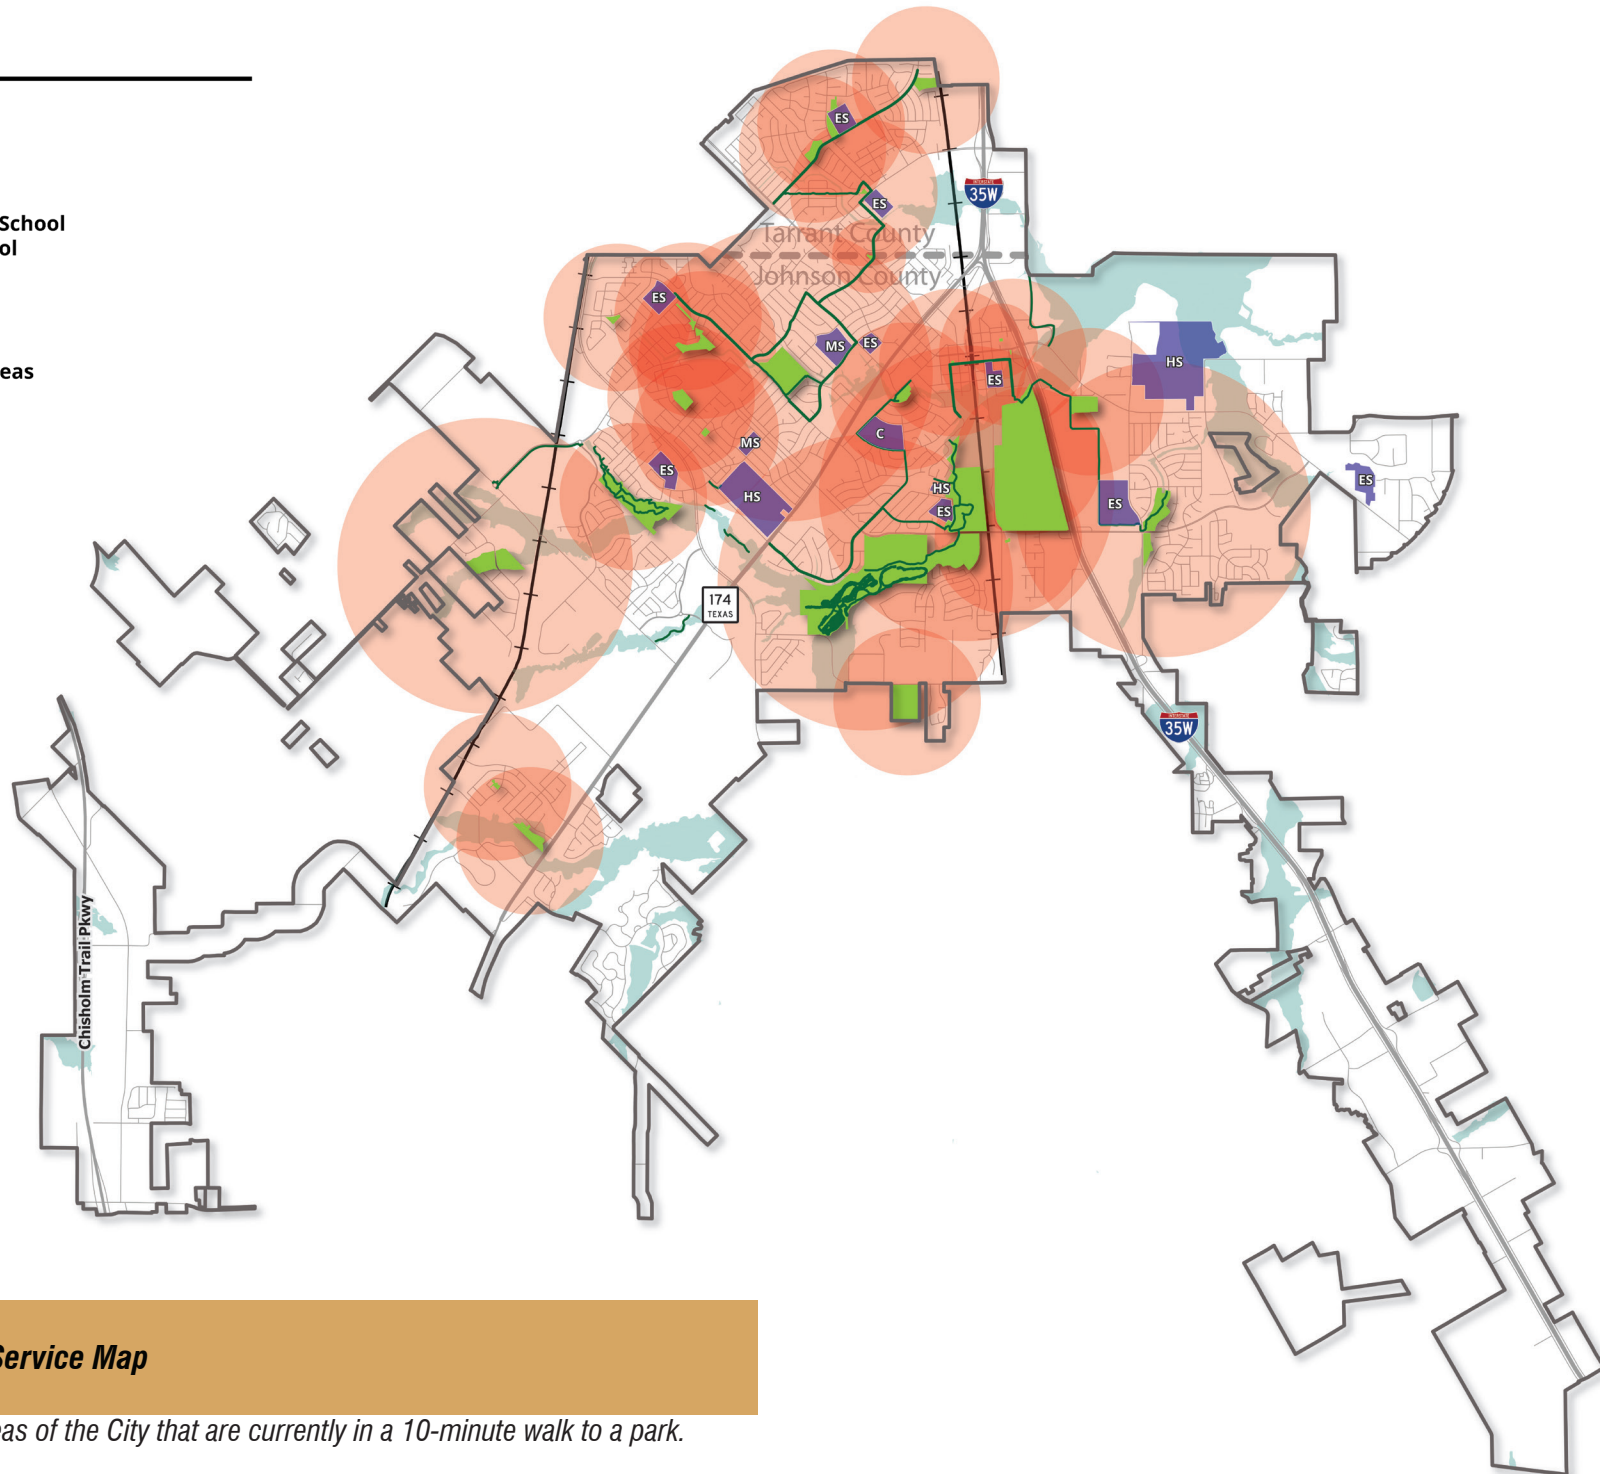 School
ol
eas
ES
ES
INTERSTATE
35W
Tarrant County
Johnson County
ES
MS
ES
HS
ES
C
MS
ES
HS
HS
ES
ES
ES
174
TEXAS
INTERSTATE
35W
Chisholm Trail Pkwy
Service Map
eas of the City that are currently in a 10-minute walk to a park.